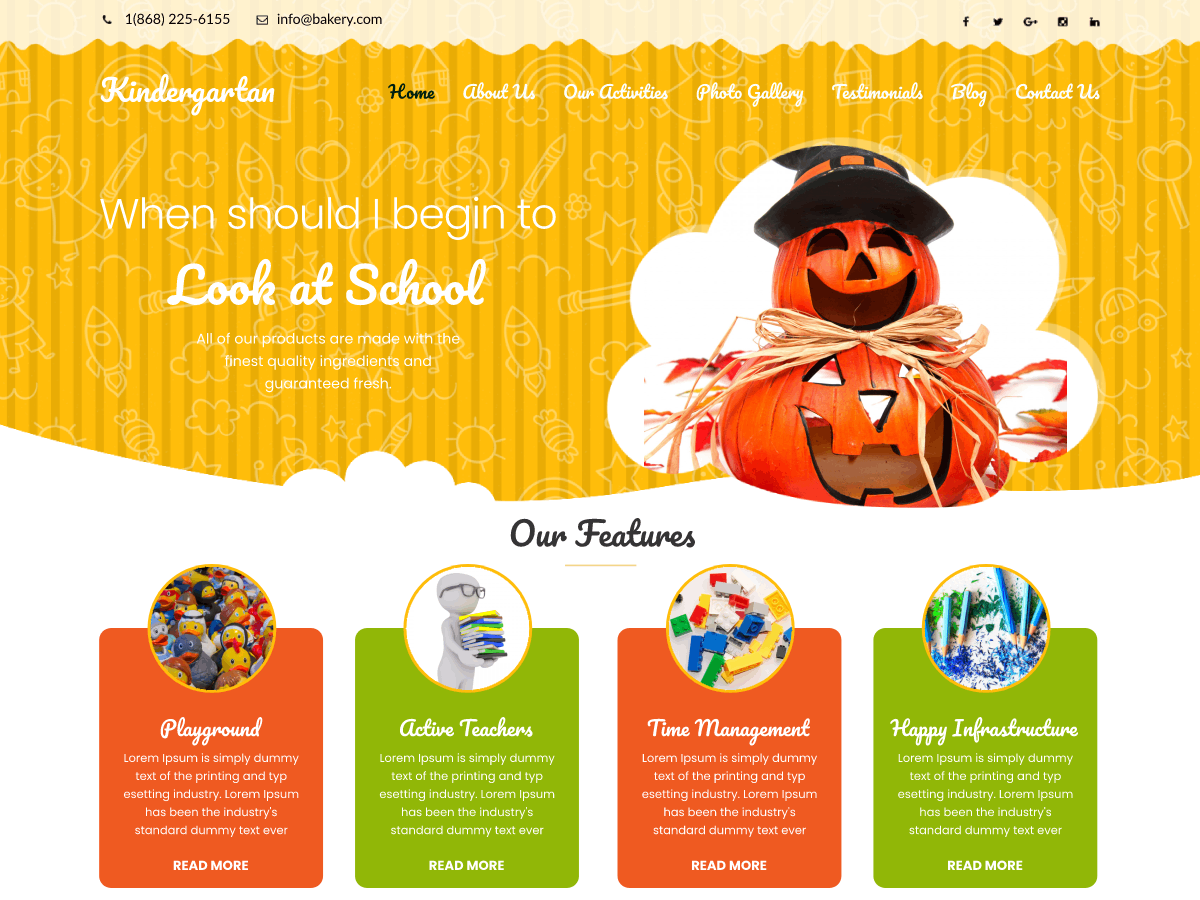 1(868) 225-6155 info@bakery.com
Kindergartan
Home About Us Our Activities Photo Gallery Testimonials Blog Contact Us
When should I begin to
Look at School
All of our products are made with the
finest quality ingredients and
guaranteed fresh.
Our Features
Playground
Lorem Ipsum is simply dummy
text of the printing and typ
esetting industry. Lorem Ipsum
has been the industry's
standard dummy text ever
READ MORE
Active Teachers
Lorem Ipsum is simply dummy
text of the printing and typ
esetting industry. Lorem Ipsum
has been the industry's
standard dummy text ever
READ MORE
Time Management
Lorem Ipsum is simply dummy
text of the printing and typ
esetting industry. Lorem Ipsum
has been the industry's
standard dummy text ever
READ MORE
Happy Infrastructure
Lorem Ipsum is simply dummy
text of the printing and typ
esetting industry. Lorem Ipsum
has been the industry's
standard dummy text ever
READ MORE